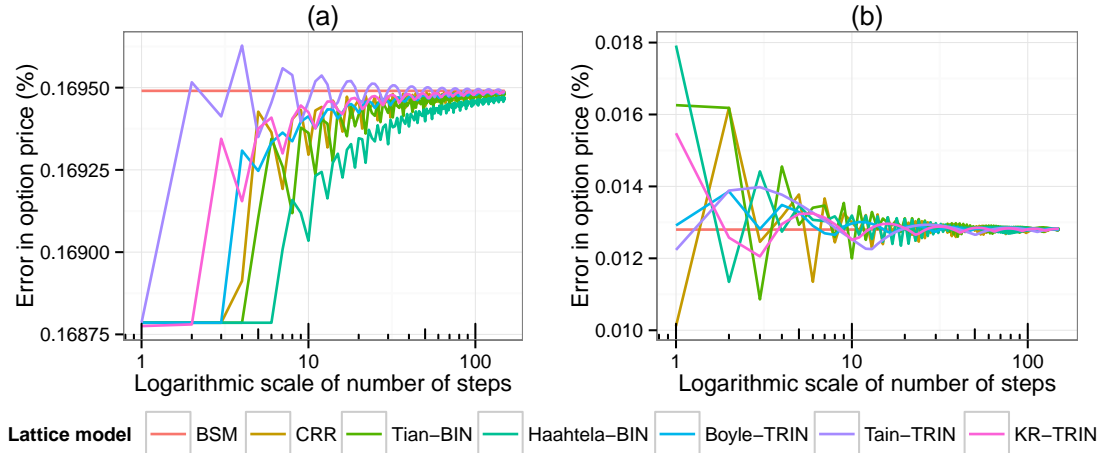 (a)
(b)
Error in option price (%)
0.16950
0.16925
0.16900
0.16875
1
10
100
Logarithmic scale of number of steps
Error in option price (%)
0.018
0.016
0.014
0.012
0.010
1
10
100
Logarithmic scale of number of steps
Lattice model BSM CRR Tian−BIN Haahtela−BIN Boyle−TRIN Tain−TRIN KR−TRIN